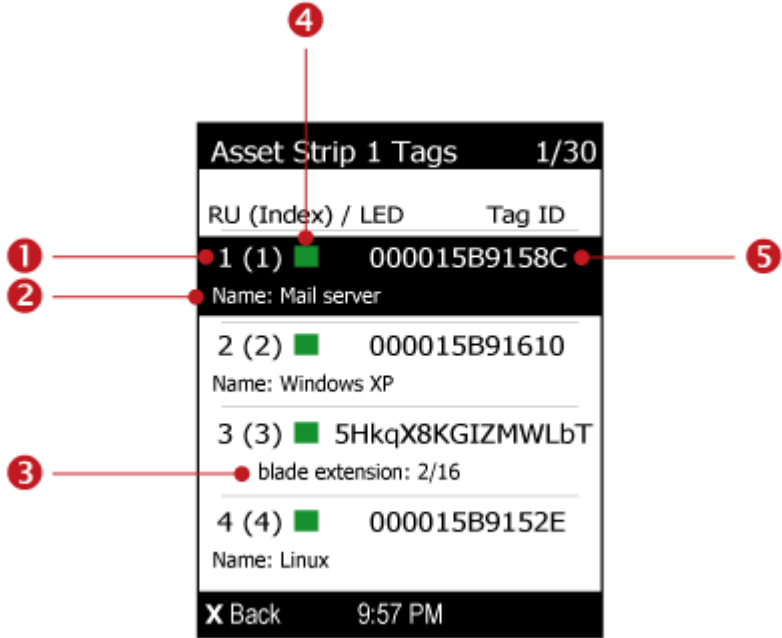 4
Asset Strip 1 Tags 1/30
RU (Index) / LED Tag ID
1 1 (1) 000015B9158C 5
2 Name: Mail server
2 (2) 000015B91610
Name: Windows XP
3 (3) 5HkqX8KGIZMWLbT
3 blade extension: 2/16
4 (4) 000015B9152E
Name: Linux
X Back 9:57 PM